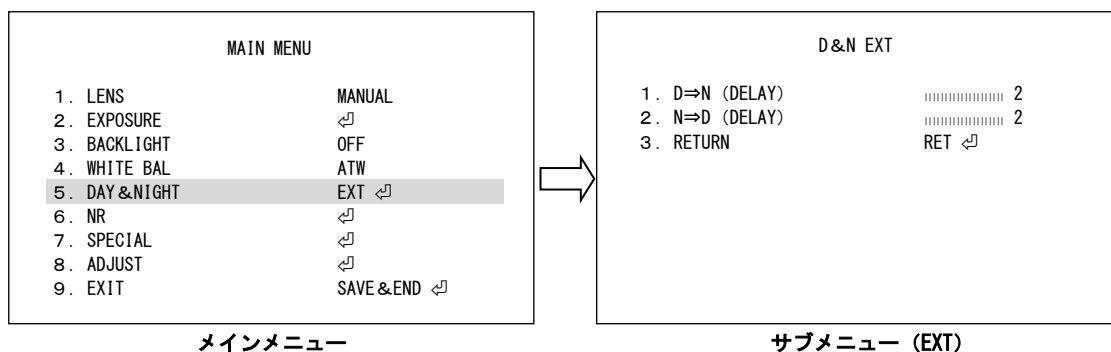 MAIN MENU
1. LENS MANUAL
2. EXPOSURE ⏎
3. BACKLIGHT OFF
4. WHITE BAL ATW
5. DAY&NIGHT EXT ⏎
6. NR ⏎
7. SPECIAL ⏎
8. ADJUST ⏎
9. EXIT SAVE&END ⏎
メインメニュー
D&N EXT
1. D⇒N (DELAY) 2
2. N⇒D (DELAY) 2
3. RETURN RET ⏎
サブメニュー (EXT)